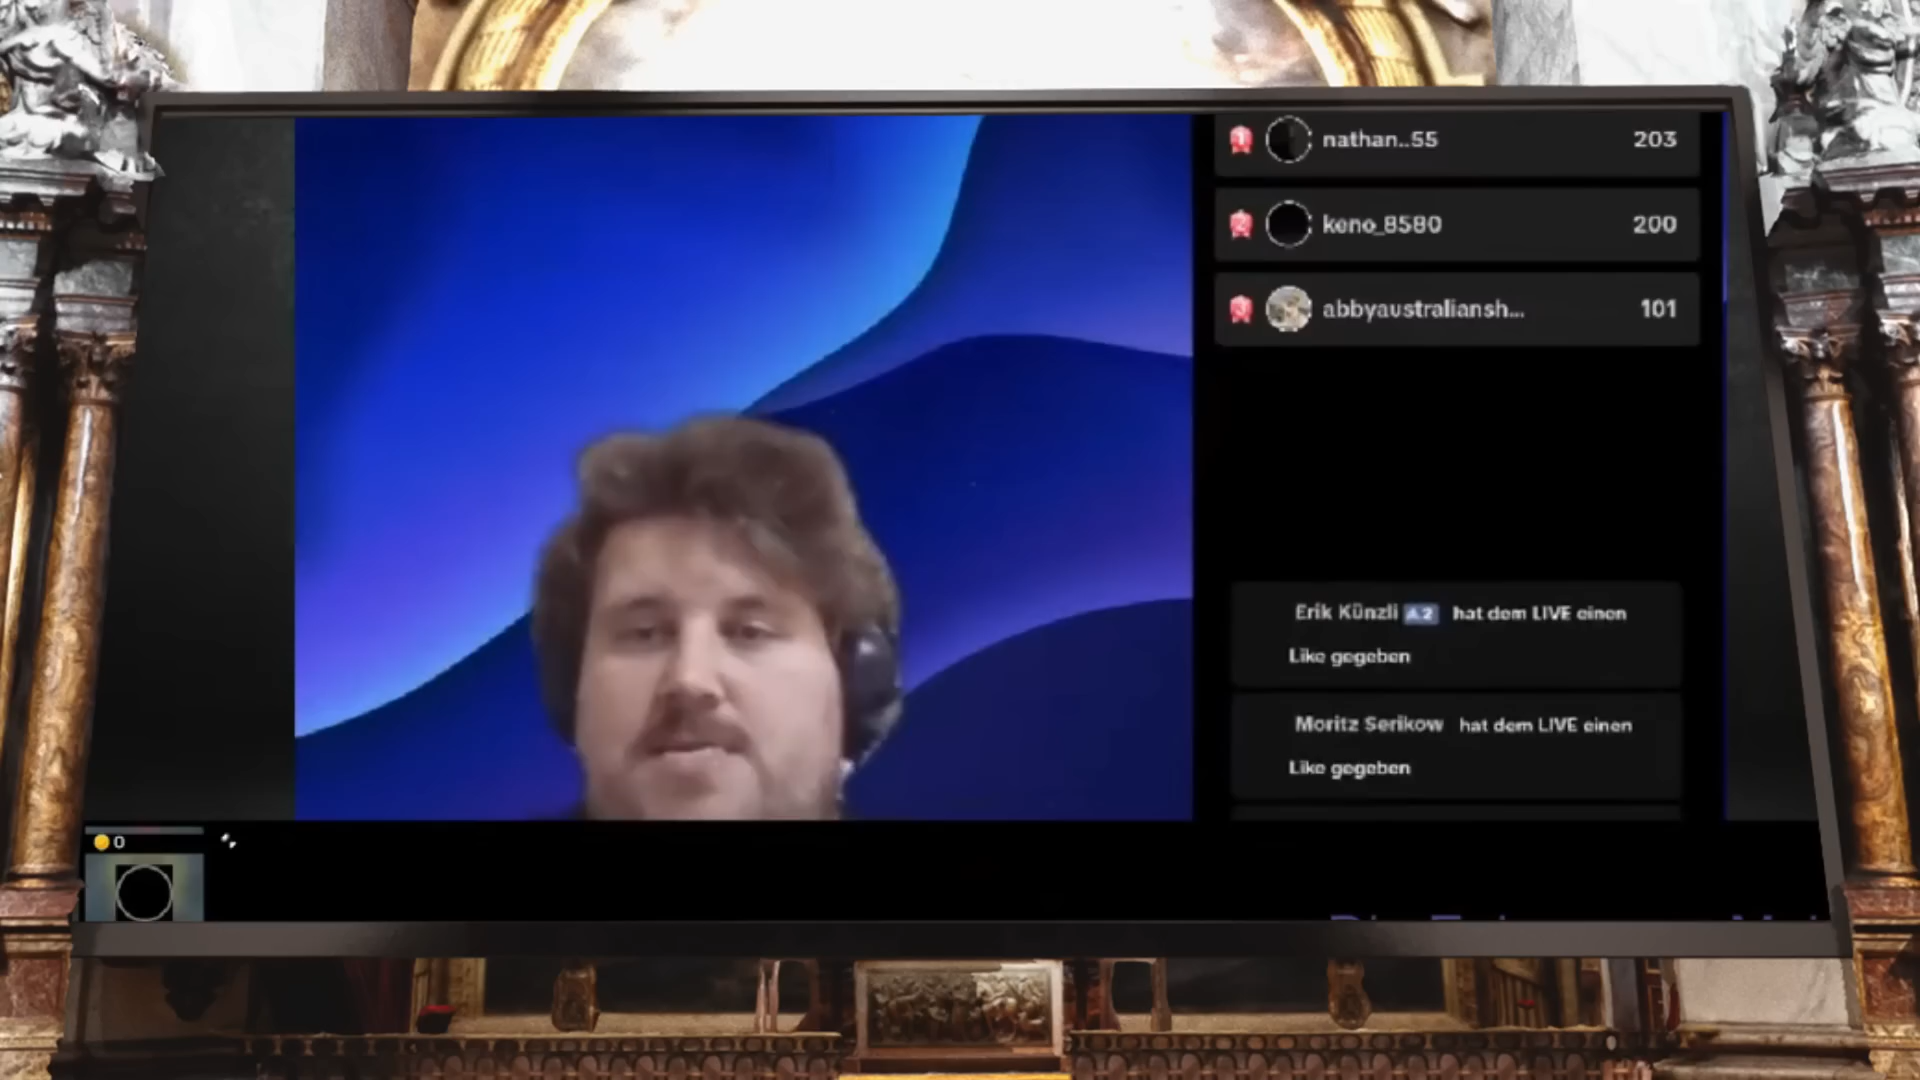 nathan..55 203
keno_8580 200
abbyaustraliansh... 101
Erik Künzli 2 hat dem LIVE einen
Like gegeben
Moritz Serikow hat dem LIVE einen
Like gegeben
0